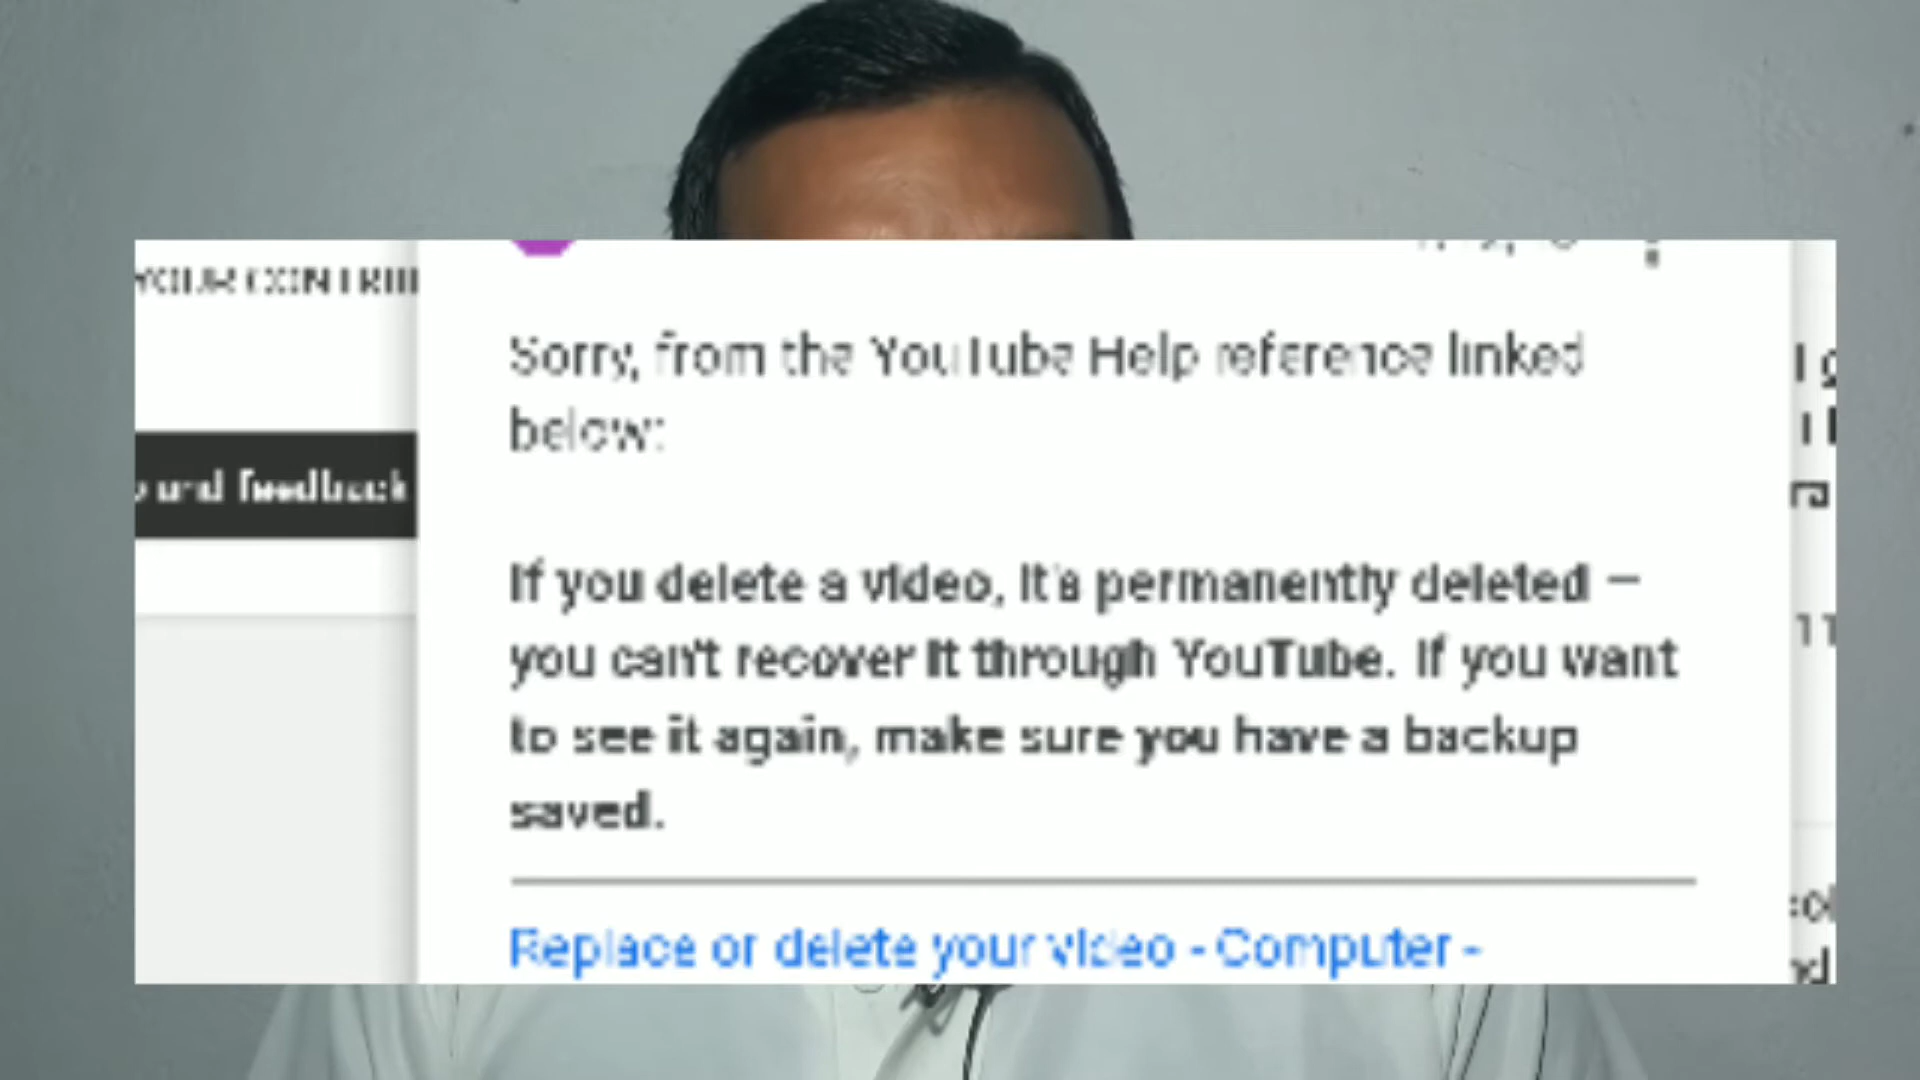 Sorry, from the YouTube Help reference linked
below:
and feedback
If you delete a video, it's permanently deleted –
you can't recover it through YouTube. If you want
to see it again, make sure you have a backup
saved.
Replace or delete your video - Computer -